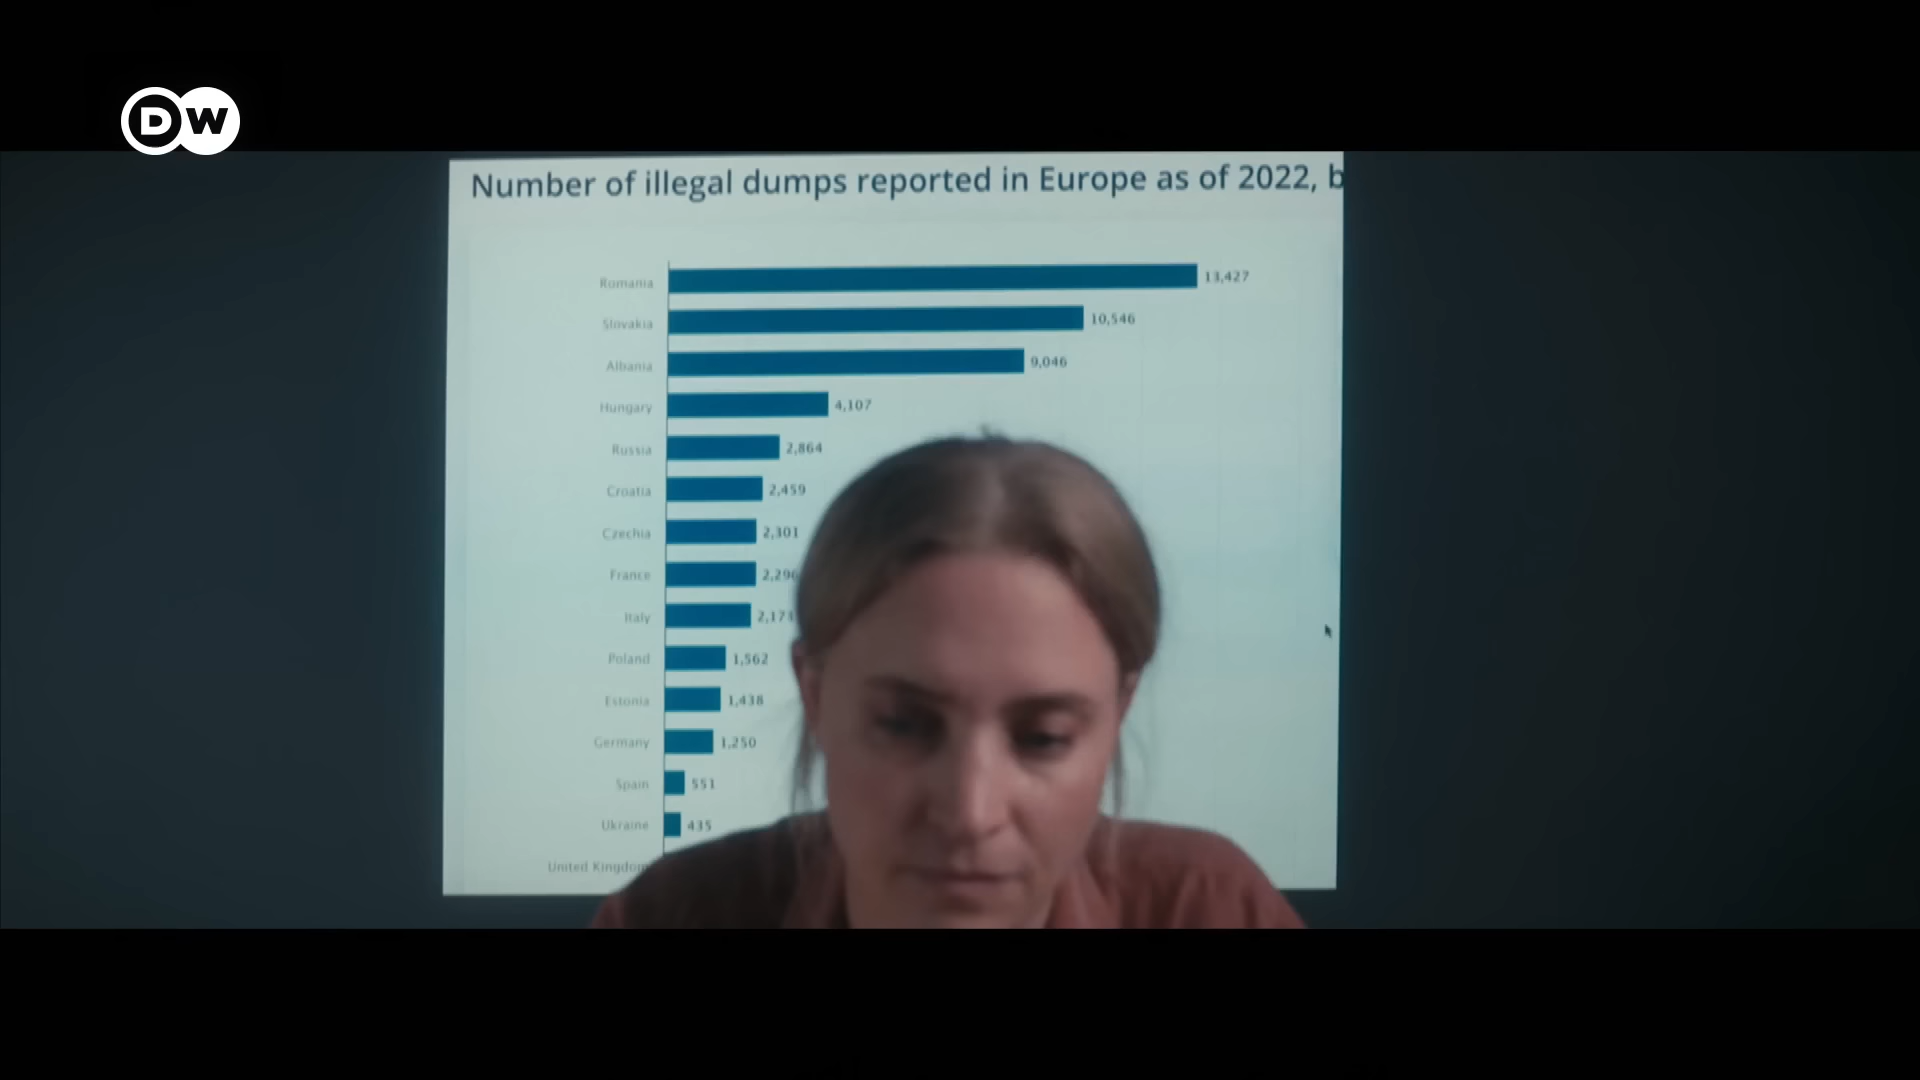 DW
Number of illegal dumps reported in Europe as of 2022, b
Romania 13,427
Slovakia 10,546
Albania 9,046
Hungary 4,107
Russia 2,864
Croatia 2,459
Czechia 2,301
France 2,296
Italy
Poland 1,562
Estonia 1,438
Germany 1,250
Spain 551
Ukraine 435
United Kingdom